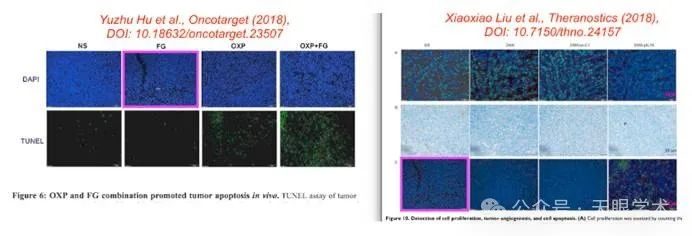 Yuzhu Hu et al., Oncotarget (2018),
DOI: 10.18632/oncotarget.23507
NS FG OXP OXP+FG
DAPI
TUNEL
Figure 6: OXP and FG combination promoted tumor apoptosis in vivo. TUNEL assay of tumor
Xiaoxiao Liu et al., Theranostics (2018),
DOI: 10.7150/thno.24157
A
B
C
Figure 10. Detection of cell proliferation, tumor angiogenesis, and cell apoptosis. (A) Cell proliferation was assessed by counting the
公众号 · 天眼学术